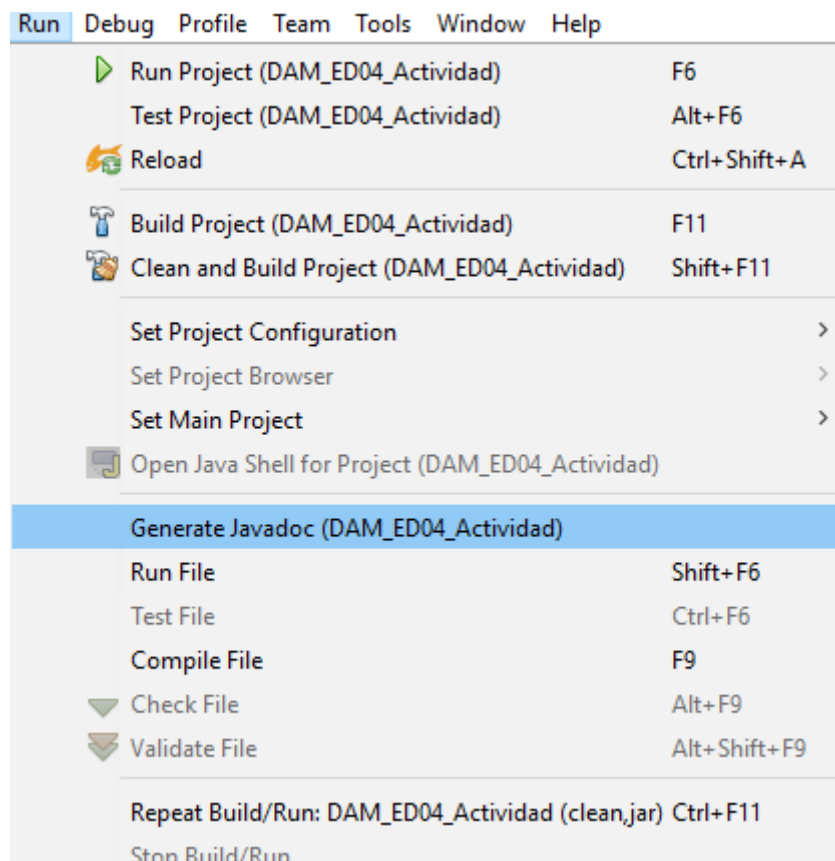 Run Debug Profile Team Tools Window Help
Run Project (DAM_ED04_Actividad) F6
Test Project (DAM_ED04_Actividad) Alt+F6
Reload Ctrl+Shift+A
Build Project (DAM_ED04_Actividad) F11
Clean and Build Project (DAM_ED04_Actividad) Shift+F11
Set Project Configuration
Set Project Browser
Set Main Project
Open Java Shell for Project (DAM_ED04_Actividad)
Generate Javadoc (DAM_ED04_Actividad)
Run File Shift+F6
Test File Ctrl+F6
Compile File F9
Check File Alt+F9
Validate File Alt+Shift+F9
Repeat Build/Run: DAM_ED04_Actividad (clean,jar) Ctrl+F11
Stop Build/Run